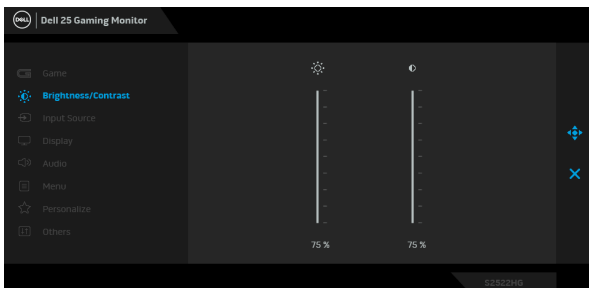 DELL
Dell 25 Gaming Monitor
Game
Brightness/Contrast
Input Source
Display
Audio
Menu
Personalize
Others
75 %
75 %
S2522HG